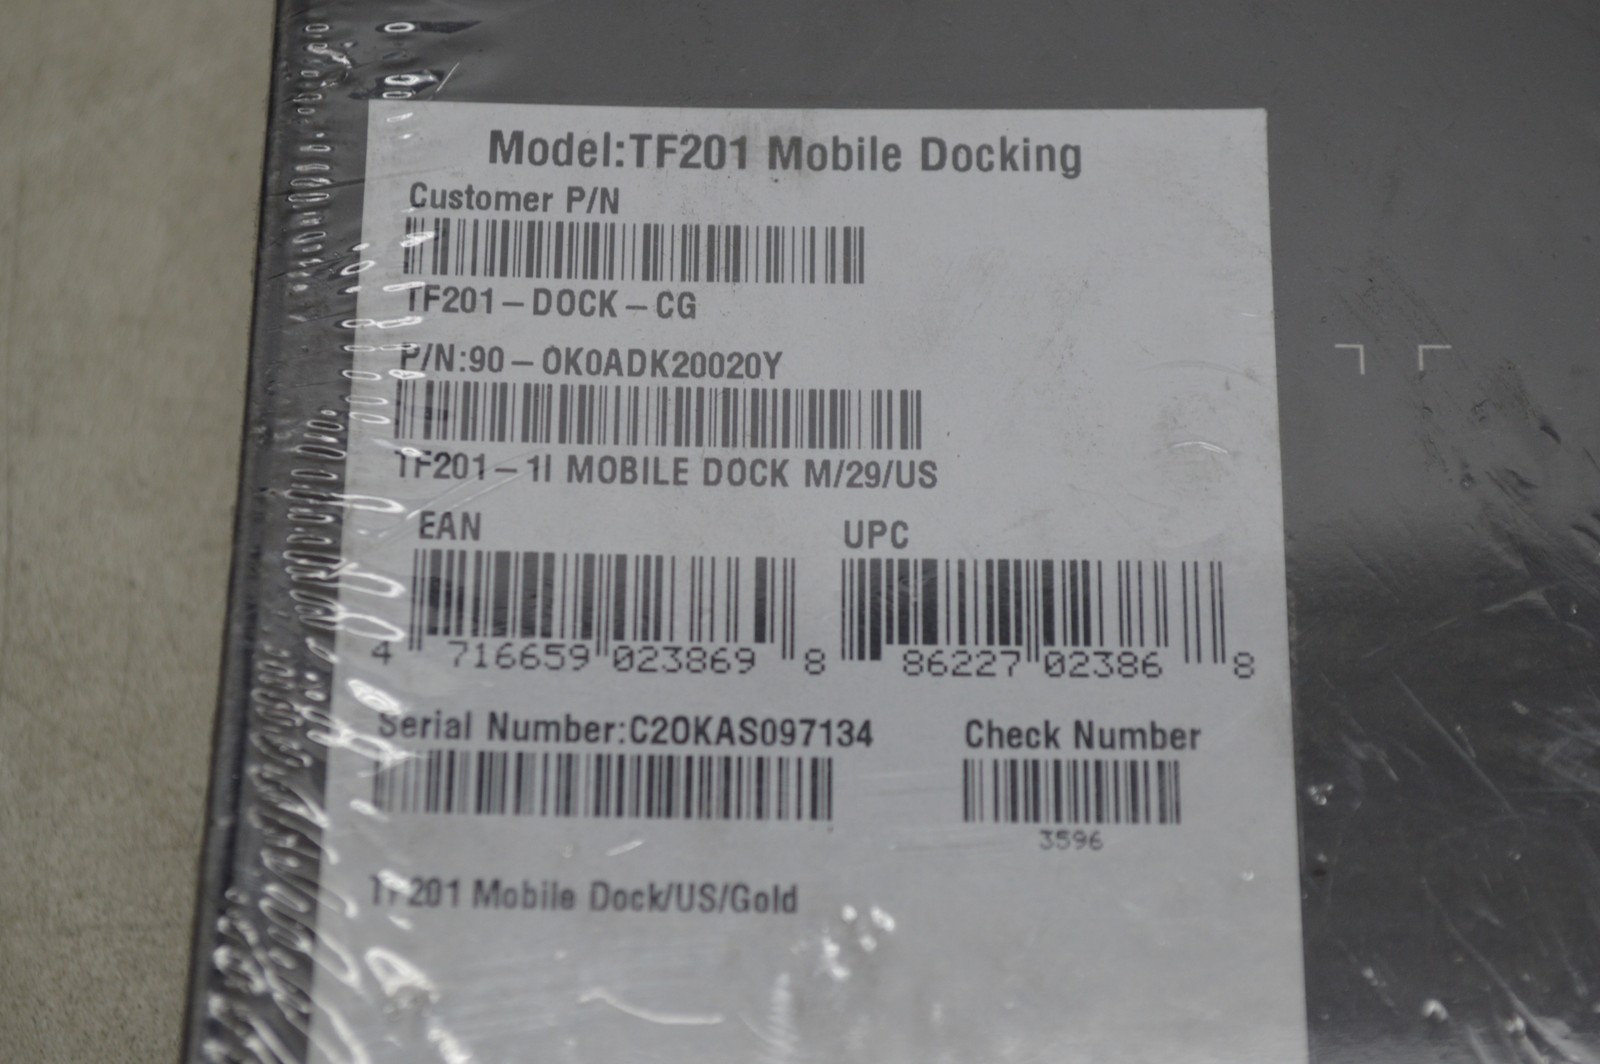 Model:TF201 Mobile Docking
Customer P/N
TF201-DOCK-CG
P/N:90-OK0ADK20020Y
TF201-1I MOBILE DOCK M/29/US
EAN UPC
4 716659 023869 8 86227 02386 8
Serial Number:C2OKAS097134 Check Number
3596
TF201 Mobile Dock/US/Gold